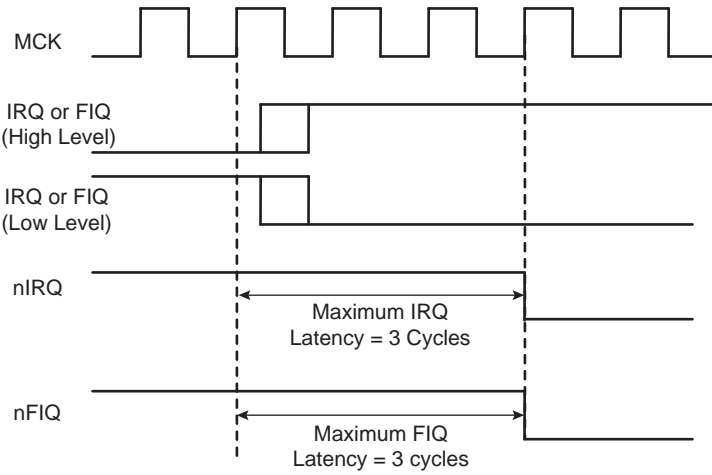 MCK
IRQ or FIQ
(High Level)
IRQ or FIQ
(Low Level)
nIRQ
Maximum IRQ
Latency = 3 Cycles
nFIQ
Maximum FIQ
Latency = 3 cycles